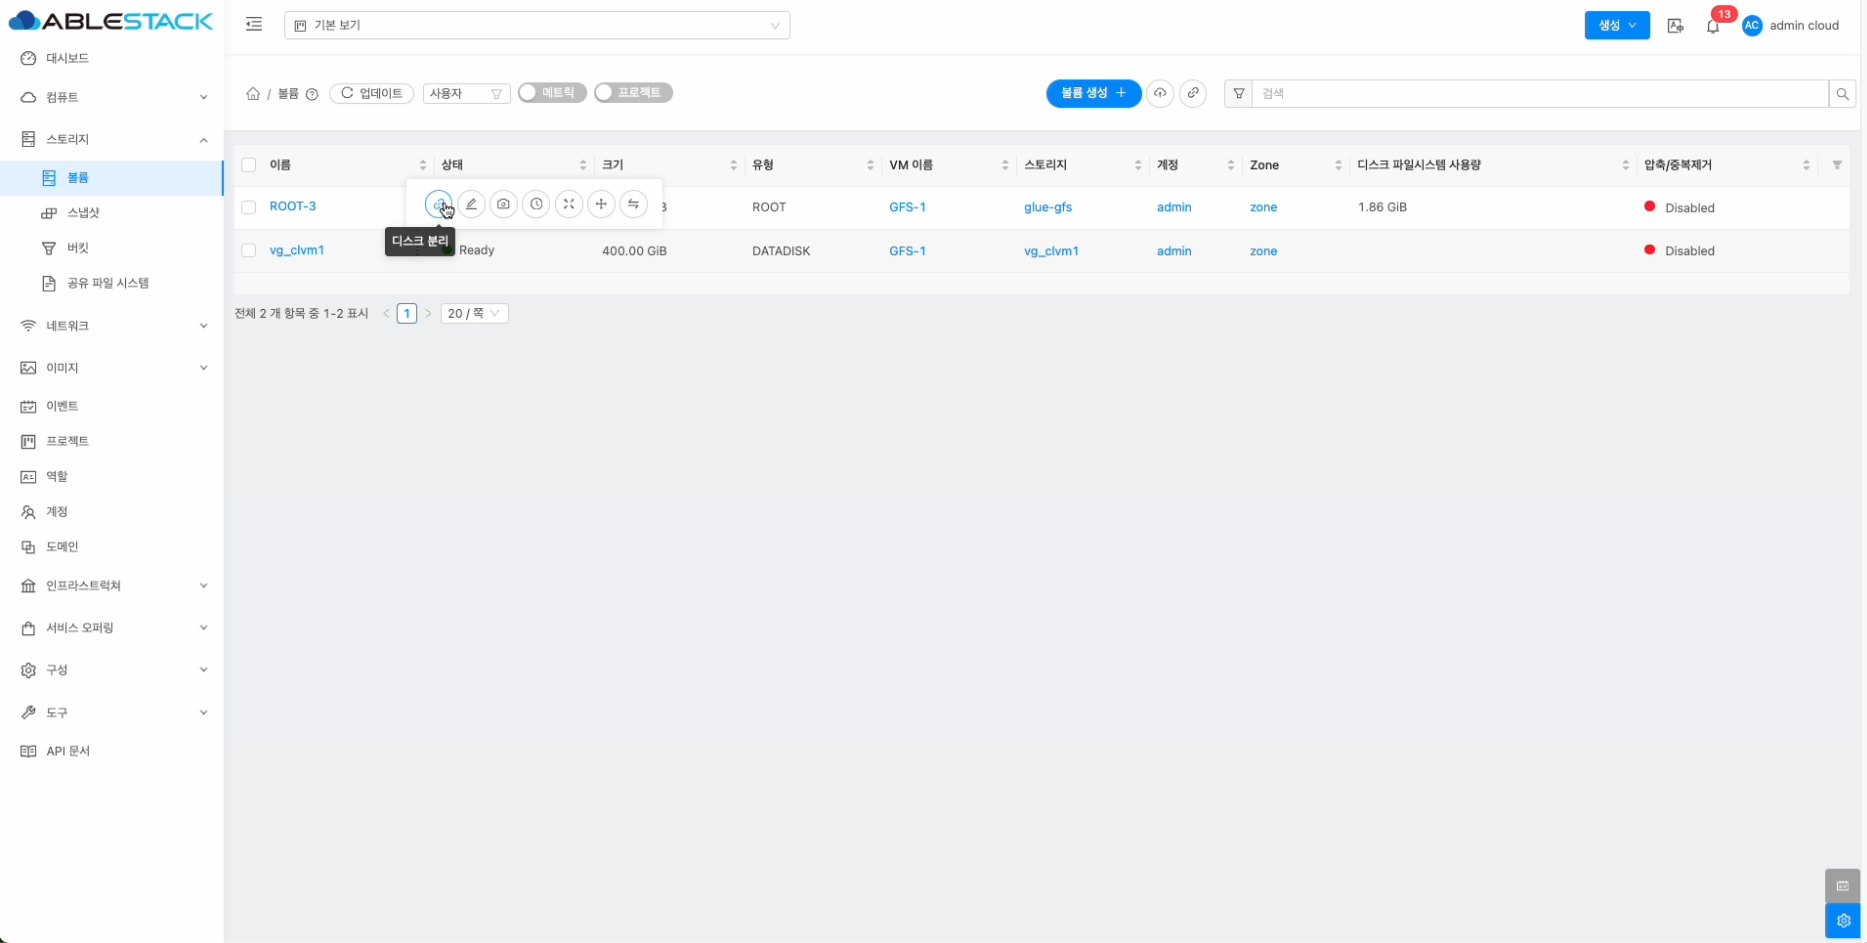 ABLESTACK
기본 보기
생성
13
AC
admin cloud
대시보드
컴퓨트
스토리지
볼륨
스냅샷
버킷
공유 파일 시스템
네트워크
이미지
이벤트
프로젝트
역할
계정
도메인
인프라스트럭쳐
서비스 오퍼링
구성
도구
API 문서
/ 볼륨
업데이트
사용자
메트릭
프로젝트
볼륨 생성 +
검색
이름 상태 크기 유형 VM 이름 스토리지 계정 Zone 디스크 파일시스템 사용량 압축/중복제거
ROOT-3 B ROOT GFS-1 glue-gfs admin zone 1.86 GiB Disabled
디스크 분리
vg_clvm1 Ready 400.00 GiB DATADISK GFS-1 vg_clvm1 admin zone Disabled
전체 2 개 항목 중 1-2 표시 < 1 > 20 / 쪽